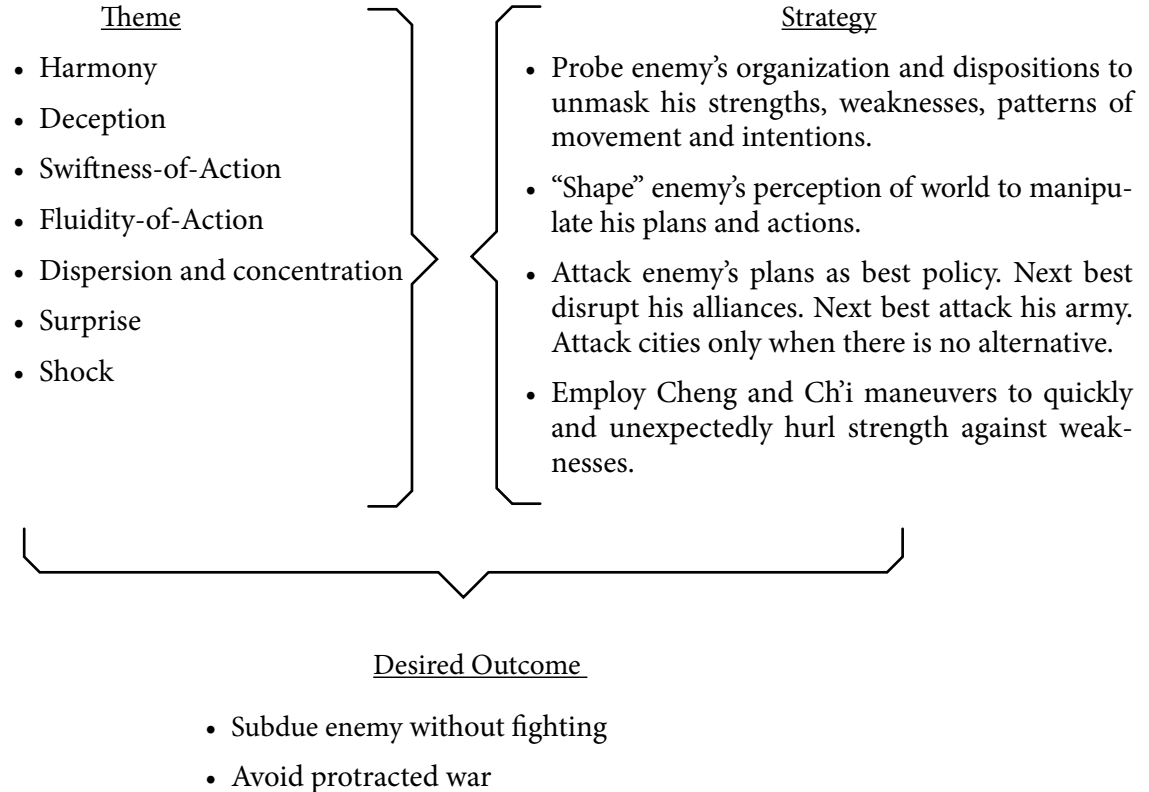 Theme
• Harmony
• Deception
• Swiftness-of-Action
• Fluidity-of-Action
• Dispersion and concentration
• Surprise
• Shock
Strategy
• Probe enemy’s organization and dispositions to
unmask his strengths, weaknesses, patterns of
movement and intentions.
• “Shape” enemy’s perception of world to manipu-
late his plans and actions.
• Attack enemy’s plans as best policy. Next best
disrupt his alliances. Next best attack his army.
Attack cities only when there is no alternative.
• Employ Cheng and Ch’i maneuvers to quickly
and unexpectedly hurl strength against weak-
nesses.
Desired Outcome
• Subdue enemy without fighting
• Avoid protracted war